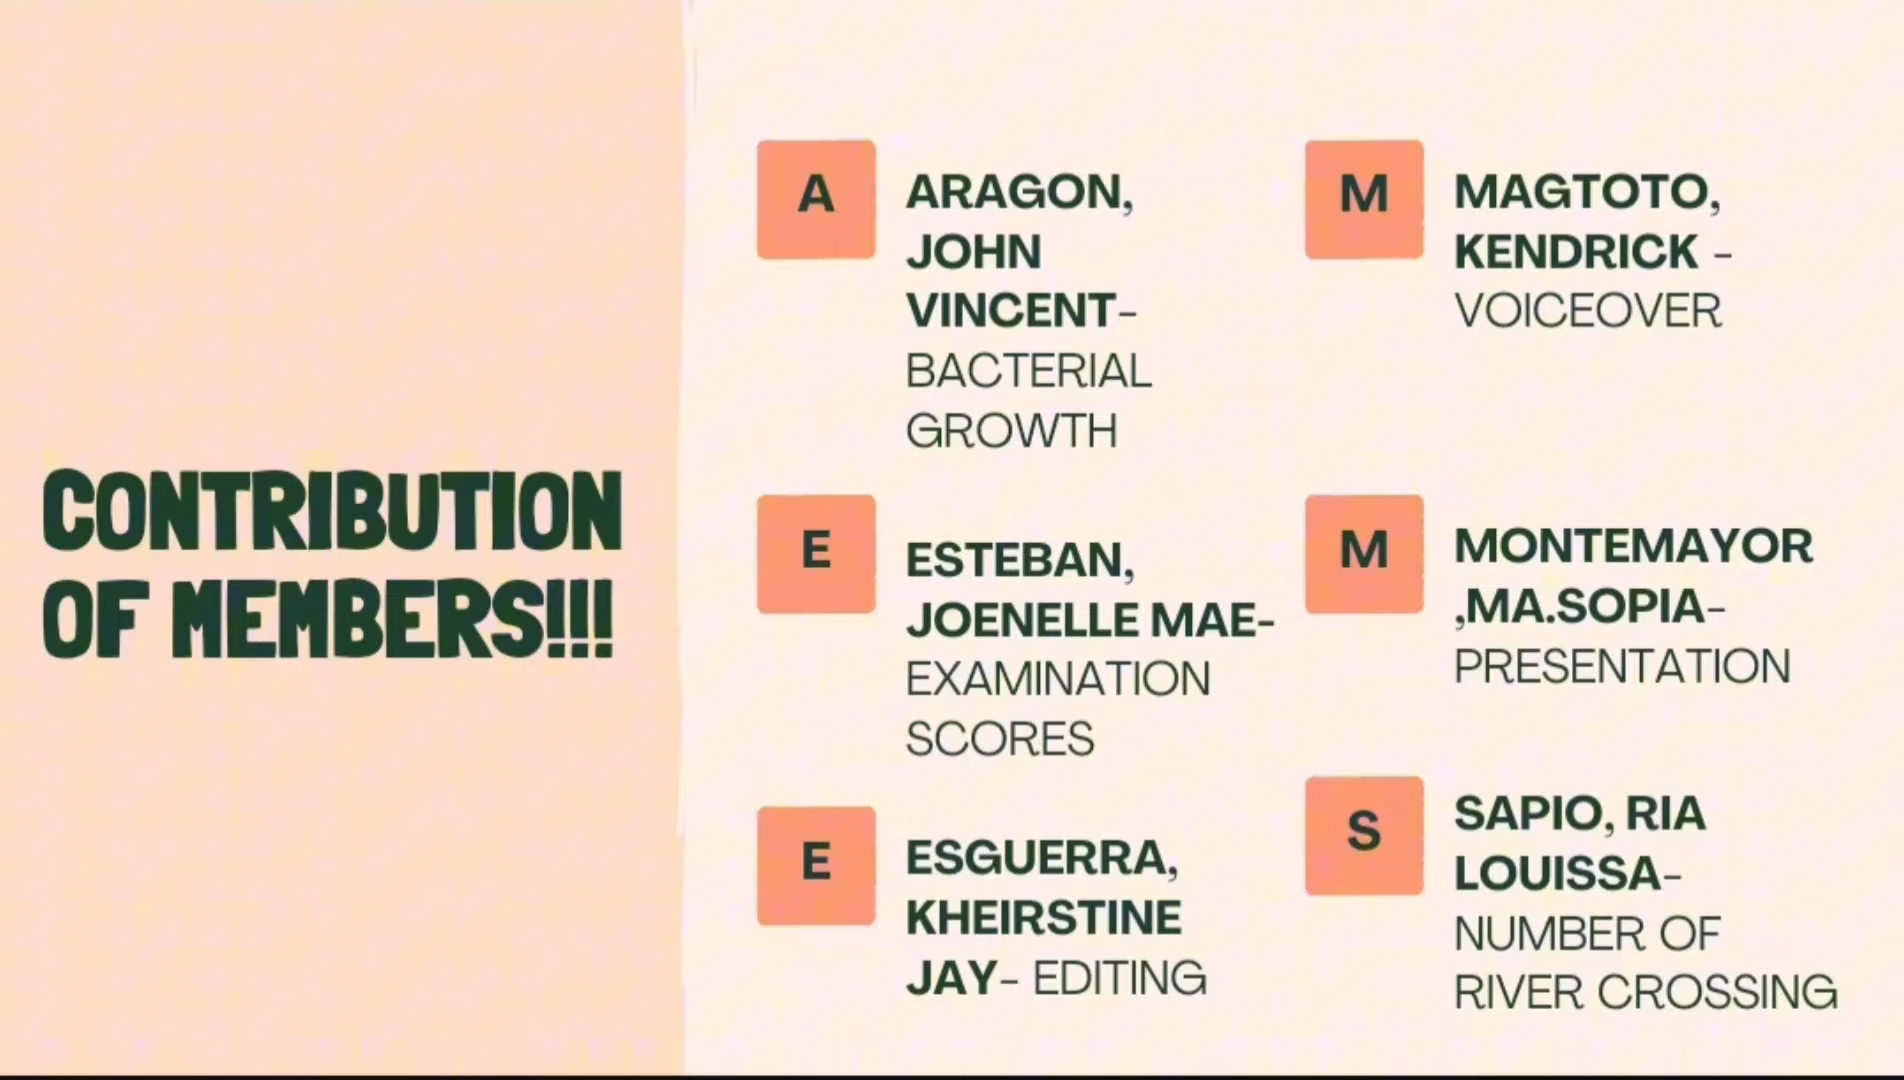 CONTRIBUTION
OF MEMBERS!!!
A
ARAGON,
JOHN
VINCENT-
BACTERIAL
GROWTH
E
ESTEBAN,
JOENELLE MAE-
EXAMINATION
SCORES
E
ESGUERRA,
KHEIRSTINE
JAY- EDITING
M
MAGTOTO,
KENDRICK -
VOICEOVER
M
MONTEMAYOR
,MA.SOPIA-
PRESENTATION
S
SAPIO, RIA
LOUISSA-
NUMBER OF
RIVER CROSSING